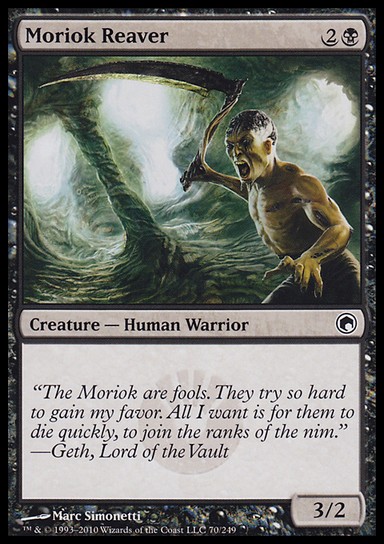 Moriok Reaver 2
Creature — Human Warrior
“The Moriok are fools. They try so hard
to gain my favor. All I want is for them to
die quickly, to join the ranks of the nim.”
—Geth, Lord of the Vault
Marc Simonetti
3/2
™ & © 1993–2010 Wizards of the Coast LLC 70/249